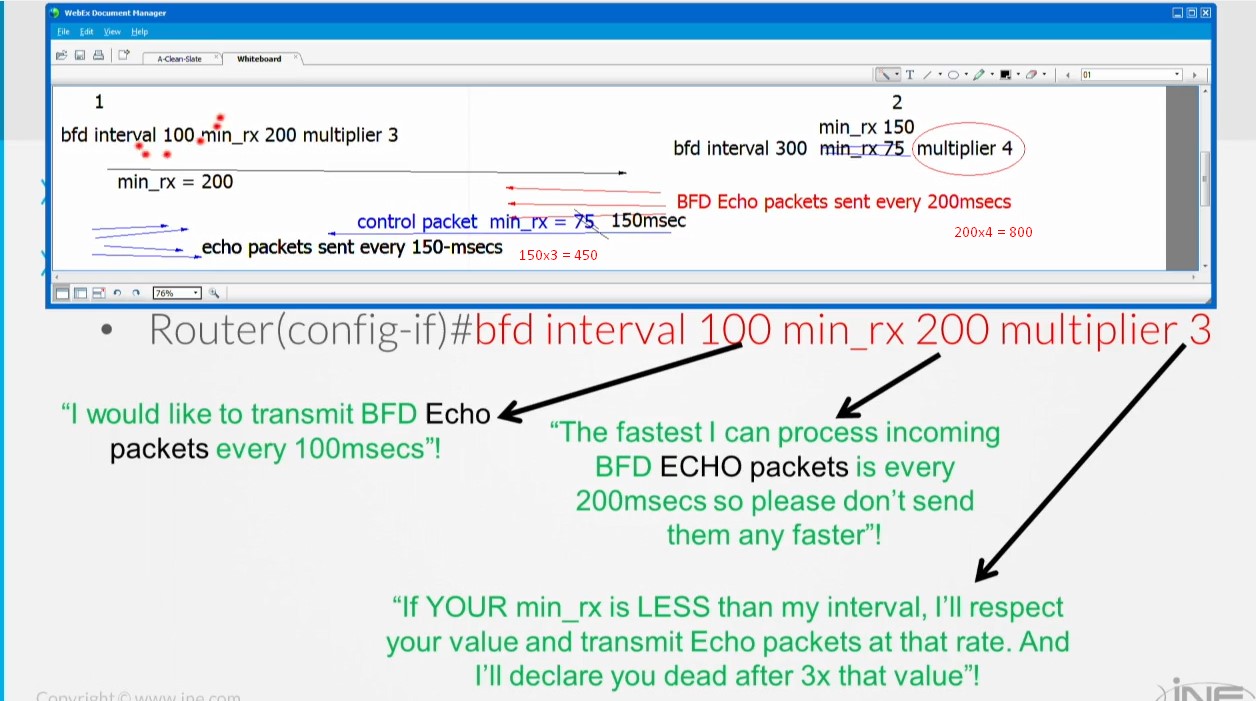 WebEx Document Manager
File Edit View Help
A-Clean-Slate
Whiteboard
T
01
1
2
min_rx 150
bfd interval 100 min_rx 200 multiplier 3
bfd interval 300 min_rx 75 multiplier 4
min_rx = 200
BFD Echo packets sent every 200msecs
control packet min_rx = 75 150msec
200x4 = 800
echo packets sent every 150-msecs
150x3 = 450
76%
• Router(config-if)#bfd interval 100 min_rx 200 multiplier 3
“I would like to transmit BFD Echo
packets every 100msecs”!
“The fastest I can process incoming
BFD ECHO packets is every
200msecs so please don’t send
them any faster”!
“If YOUR min_rx is LESS than my interval, I’ll respect
your value and transmit Echo packets at that rate. And
I’ll declare you dead after 3x that value”!
Copyright © www.ine.com
INE